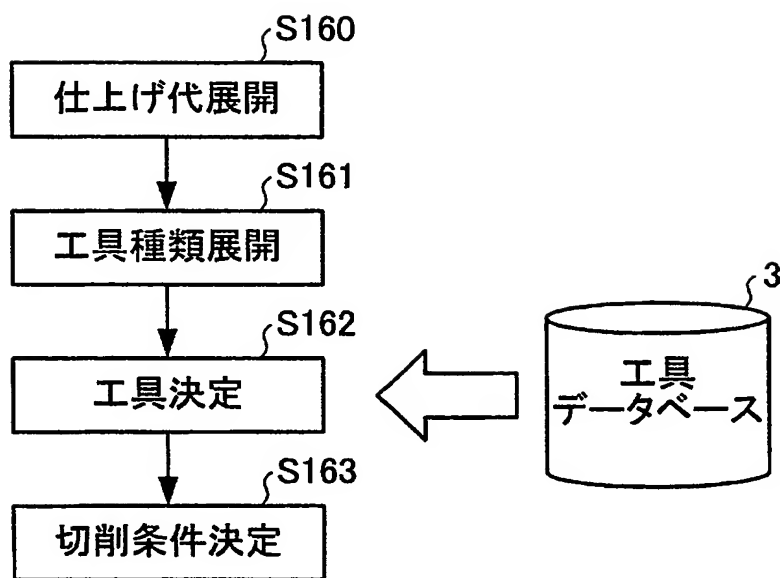 S160
仕上げ代展開
S161
工具種類展開
S162
工具決定
S163
切削条件決定
3
工具
データベース